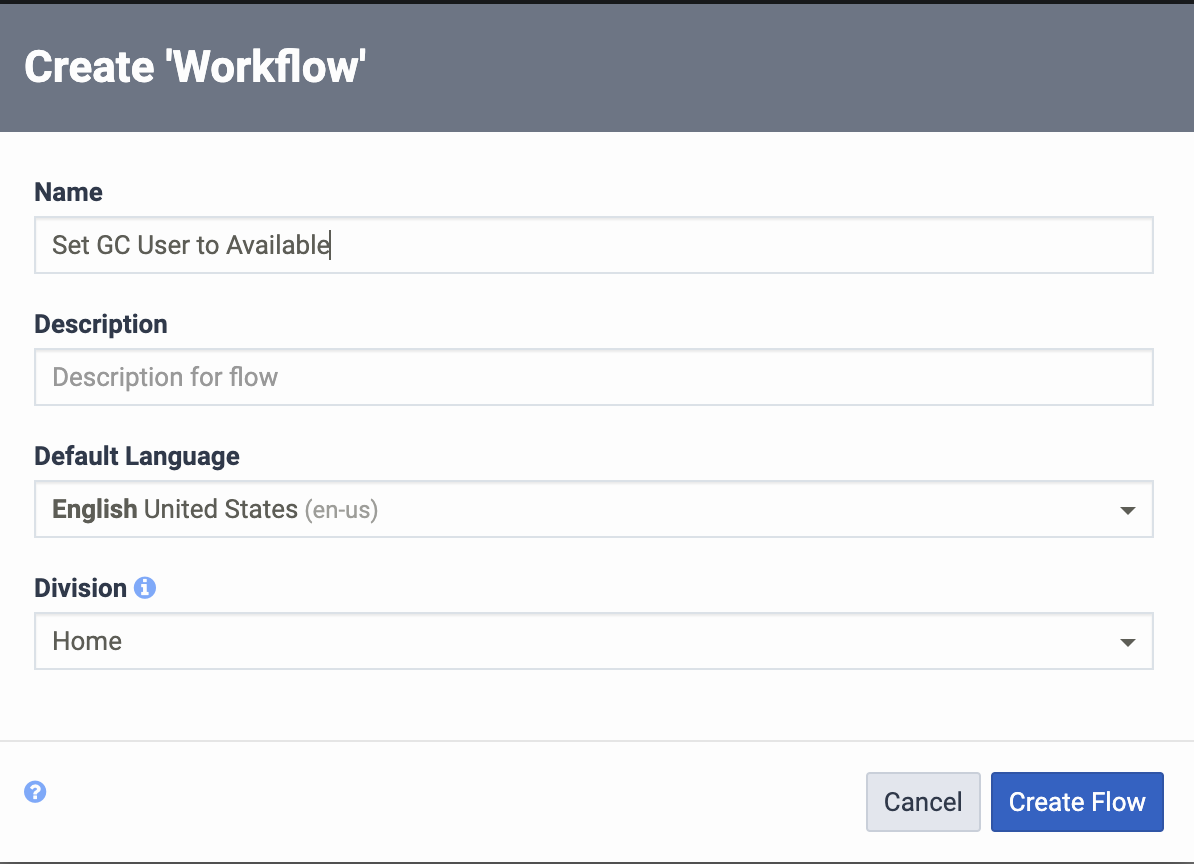 Create 'Workflow'
Name
Set GC User to Available
Description
Description for flow
Default Language
English United States (en-us)
Division
Home
Cancel
Create Flow